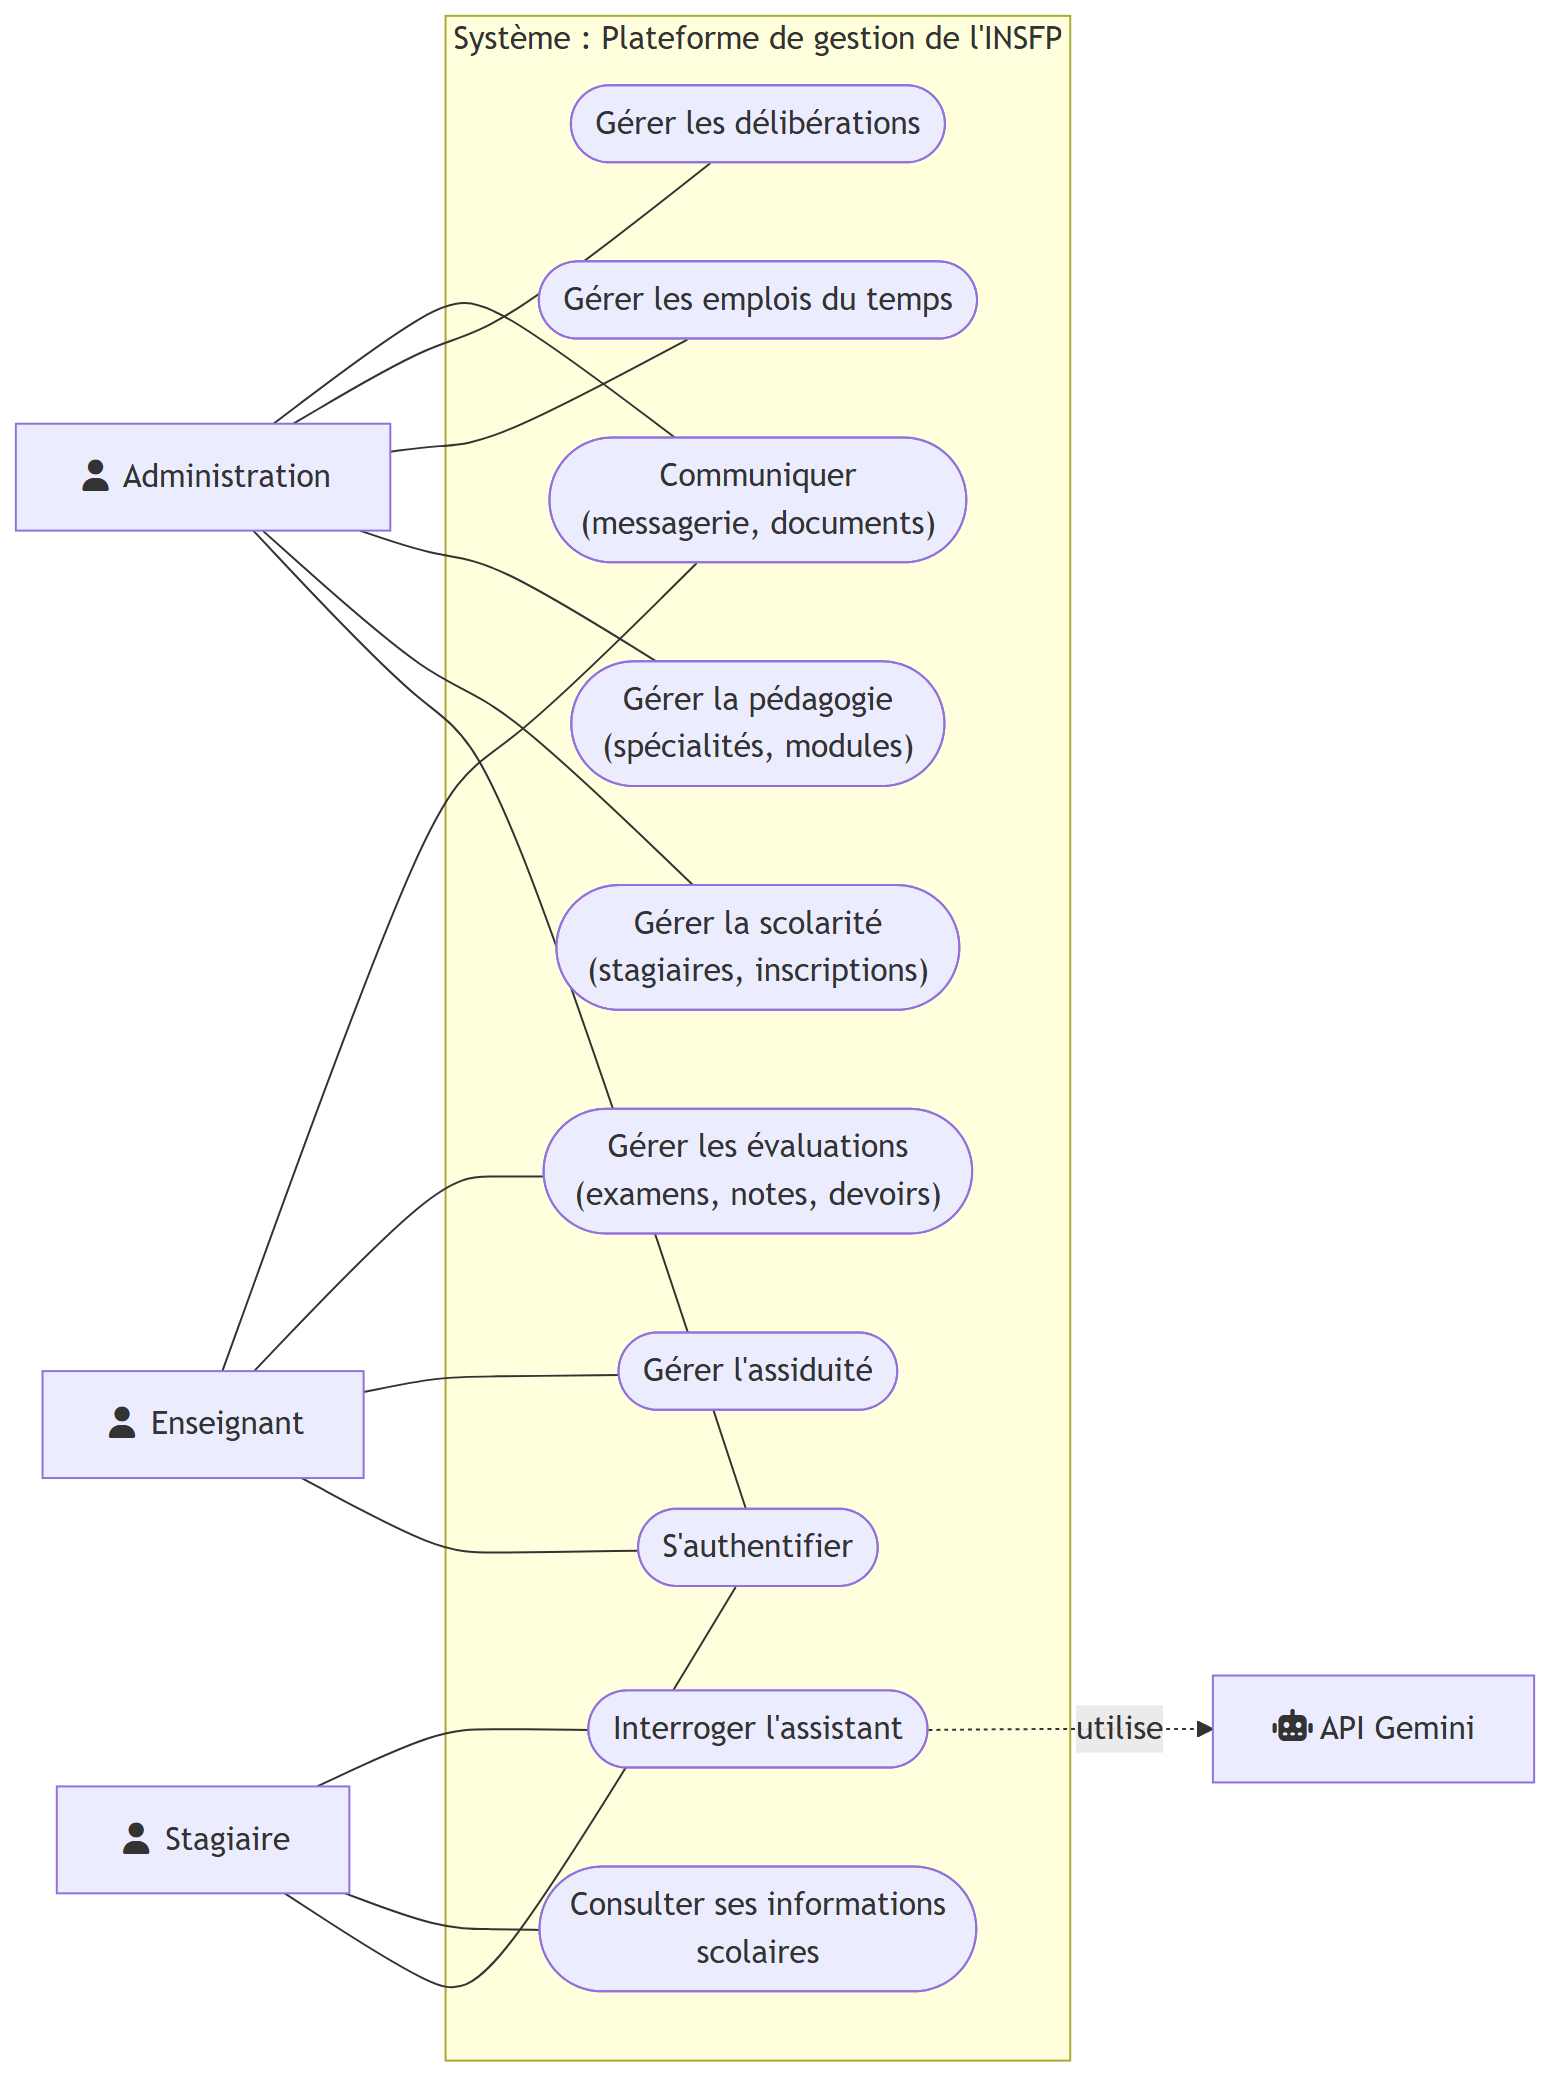 Système : Plateforme de gestion de l'INSFP
Gérer les délibérations
Gérer les emplois du temps
Administration
Communiquer
(messagerie, documents)
Gérer la pédagogie
(spécialités, modules)
Gérer la scolarité
(stagiaires, inscriptions)
Gérer les évaluations
(examens, notes, devoirs)
Gérer l'assiduité
Enseignant
S'authentifier
Interroger l'assistant
utilise
API Gemini
Stagiaire
Consulter ses informations
scolaires